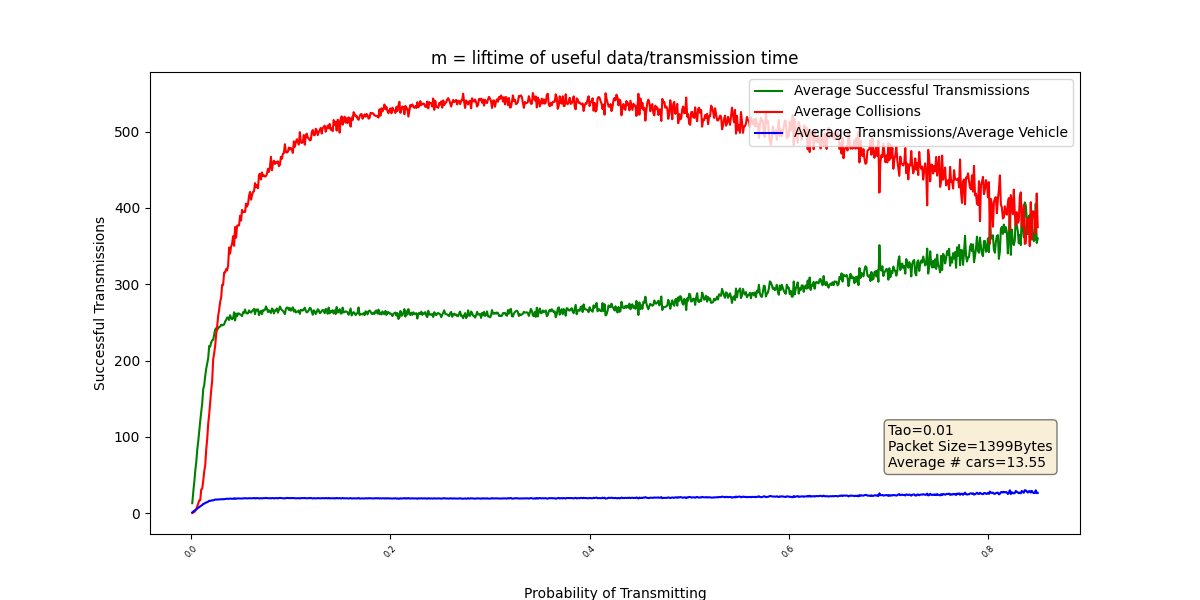 m = liftime of useful data/transmission time
Average Successful Transmissions
Average Collisions
Average Transmissions/Average Vehicle
Successful Transmissions
500
400
300
200
100
0
Tao=0.01
Packet Size=1399Bytes
Average # cars=13.55
0.0
0.2
0.4
0.6
0.8
Probability of Transmitting